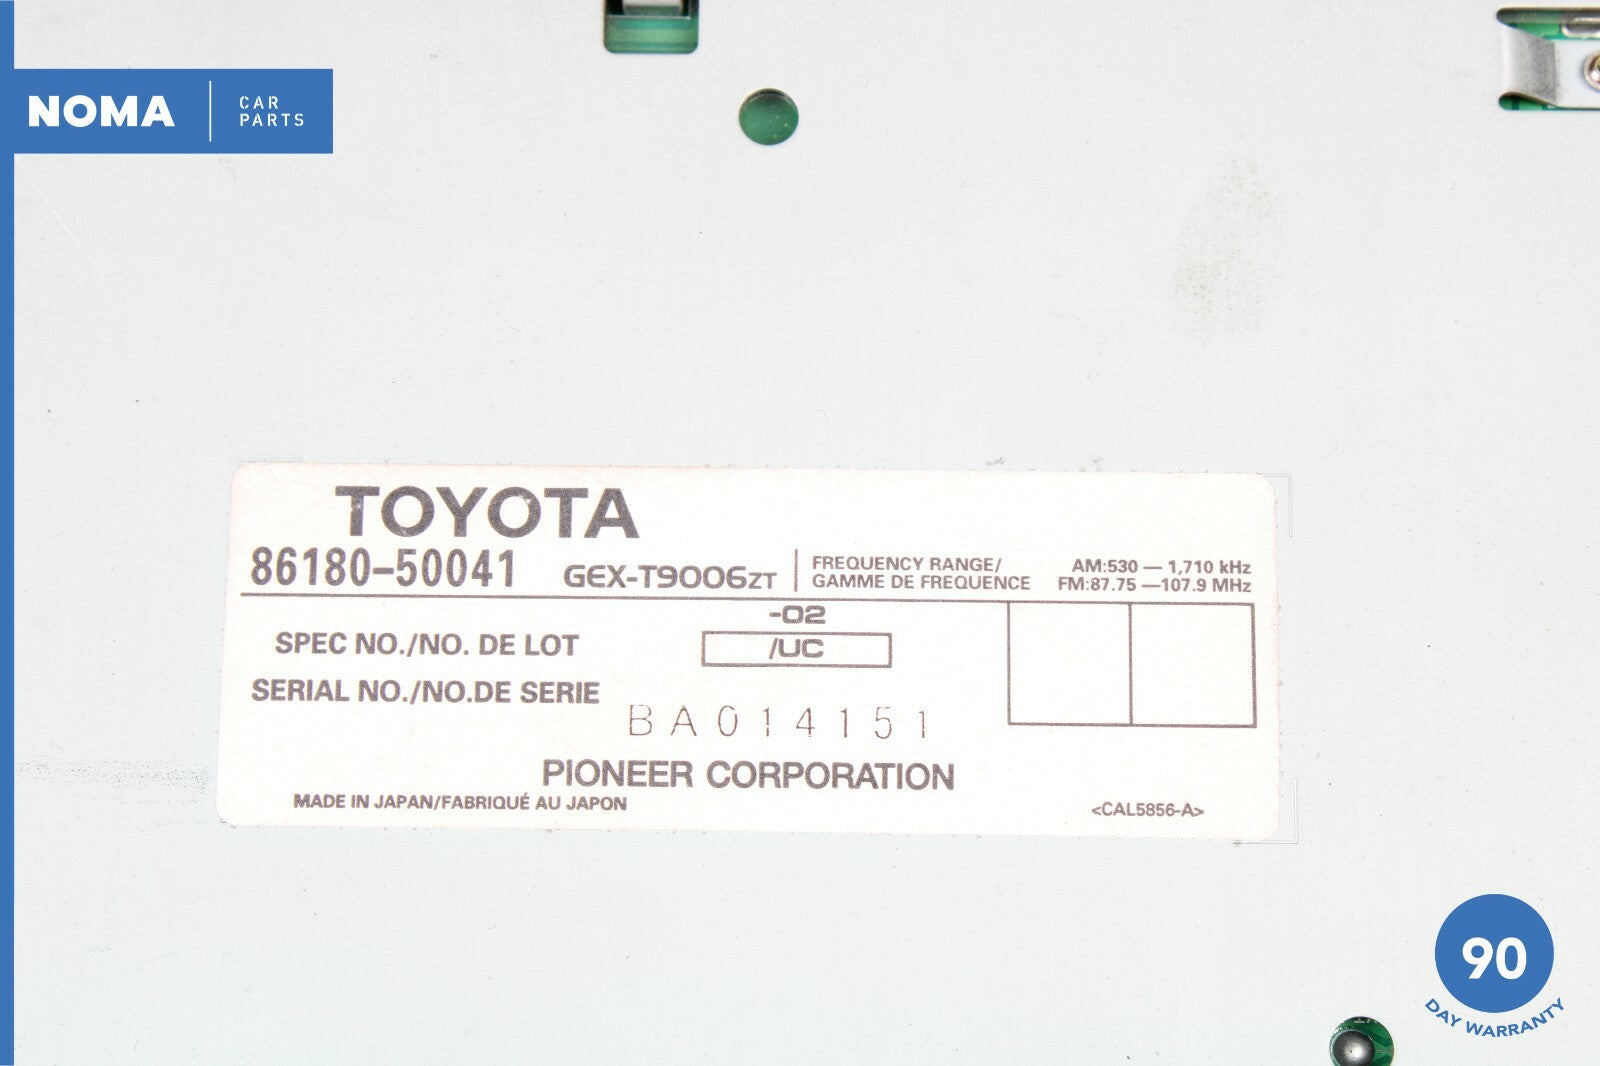 NOMA
CAR
PARTS
TOYOTA
86180-50041 GEX-T9006ZT
FREQUENCY RANGE/ AM:530 — 1,710 kHz
GAMME DE FREQUENCE FM:87.75 —107.9 MHz
-02
SPEC NO./NO. DE LOT /UC
SERIAL NO./NO.DE SERIE
BA014151
PIONEER CORPORATION
MADE IN JAPAN/FABRIQUÉ AU JAPON
<CAL5856-A>
90
DAY WARRANTY